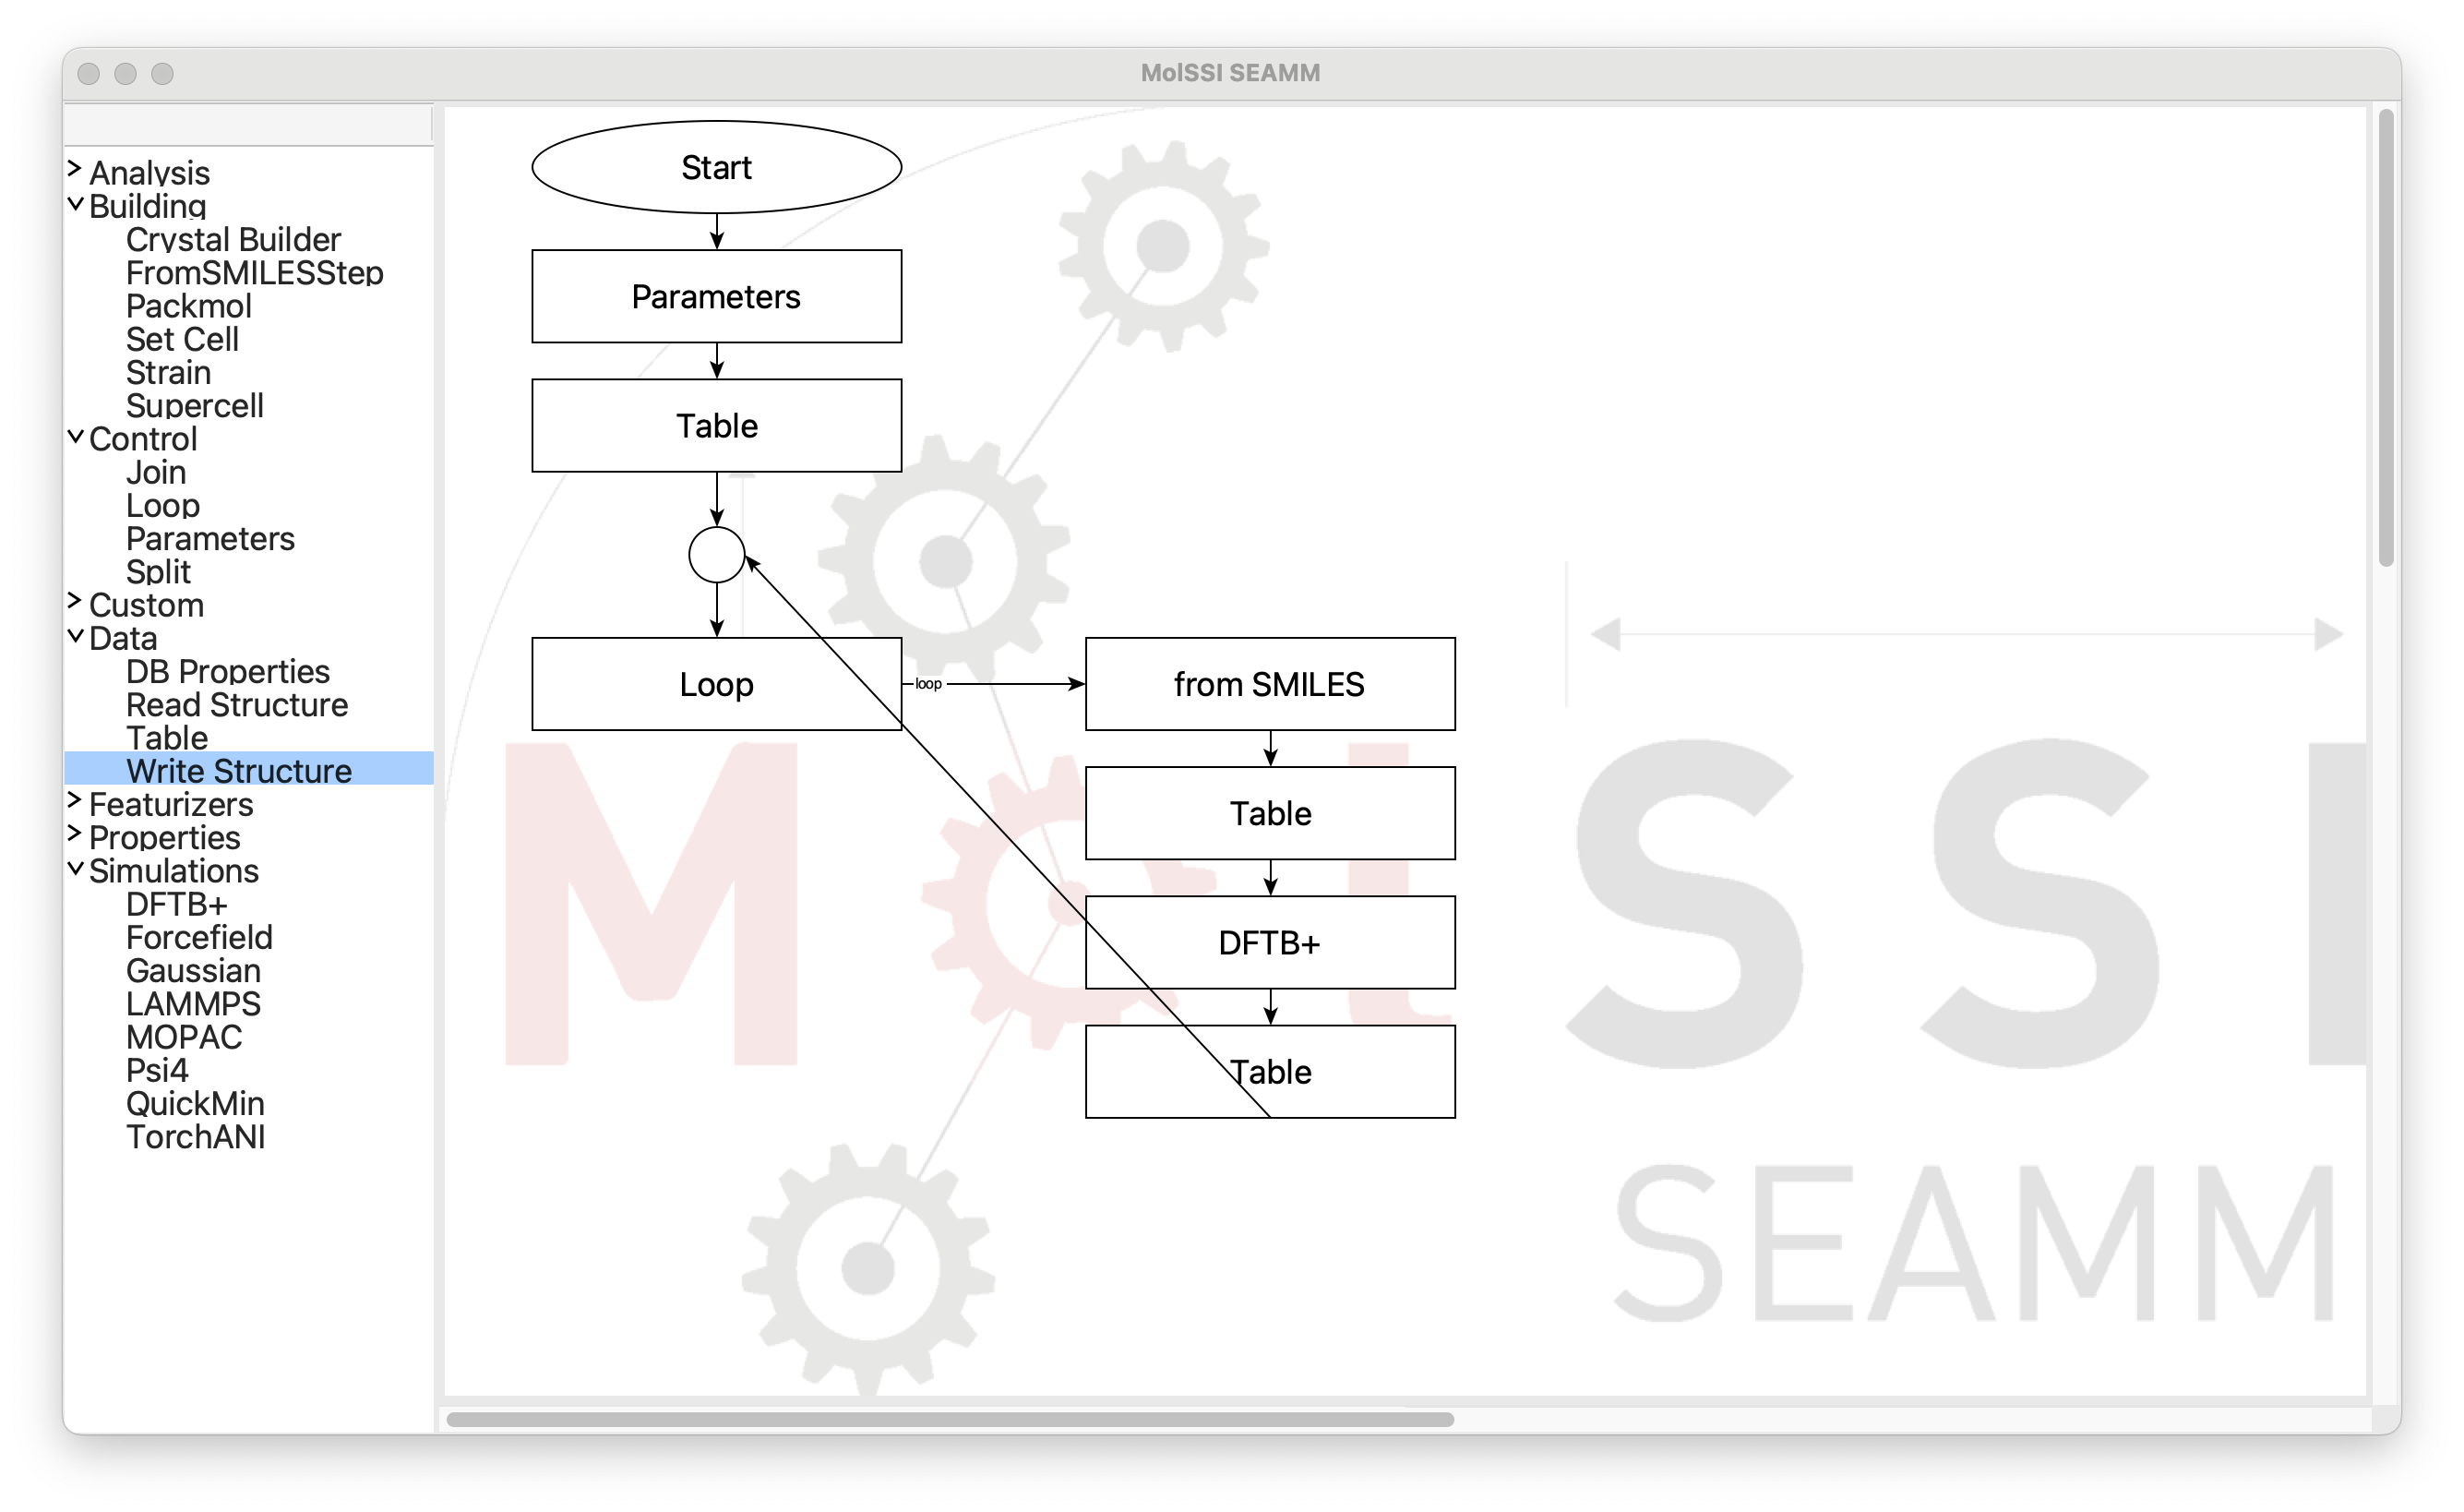 MolSSI SEAMM
Analysis
Building
Crystal Builder
FromSMILESStep
Packmol
Set Cell
Strain
Supercell
Control
Join
Loop
Parameters
Split
Custom
Data
DB Properties
Read Structure
Table
Write Structure
Featurizers
Properties
Simulations
DFTB+
Forcefield
Gaussian
LAMMPS
MOPAC
Psi4
QuickMin
TorchANI
Start
Parameters
Table
Loop
loop
from SMILES
Table
DFTB+
Table
M l SSI
SEAMM